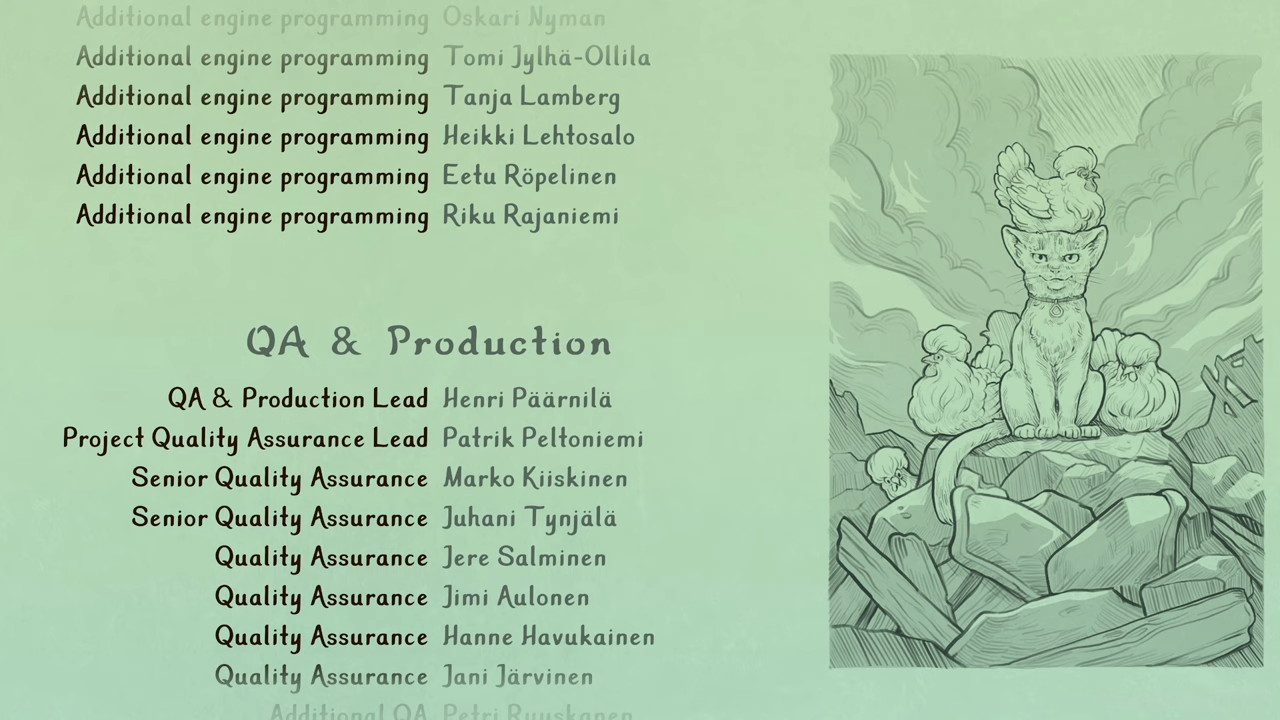 Additional engine programming Oskari Nyman
Additional engine programming Tomi Jylhä-Ollila
Additional engine programming Tanja Lamberg
Additional engine programming Heikki Lehtosalo
Additional engine programming Eetu Röpelinen
Additional engine programming Riku Rajaniemi
QA & Production
QA & Production Lead Henri Päärnilä
Project Quality Assurance Lead Patrik Peltoniemi
Senior Quality Assurance Marko Kiiskinen
Senior Quality Assurance Juhani Tynjälä
Quality Assurance Jere Salminen
Quality Assurance Jimi Aulonen
Quality Assurance Hanne Havukainen
Quality Assurance Jani Järvinen
Additional QA Petri Ruuskanen